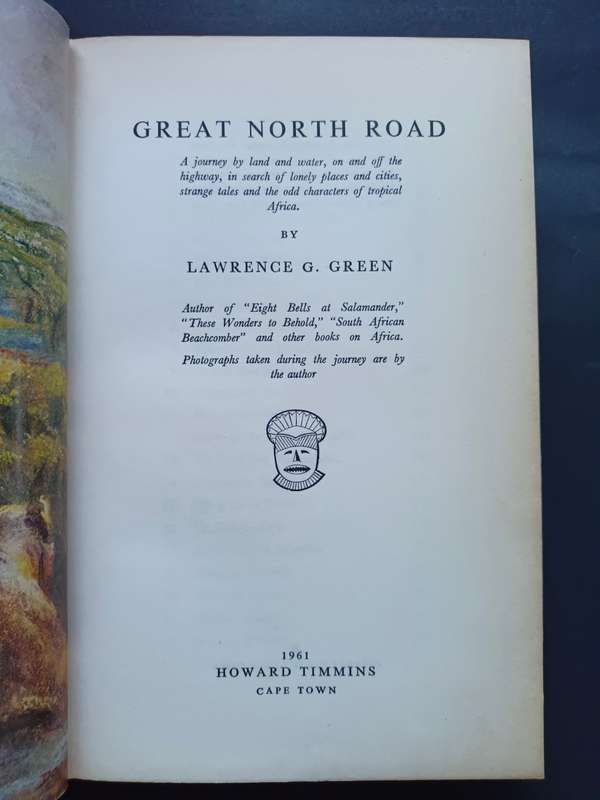 GREAT NORTH ROAD
A journey by land and water, on and off the
highway, in search of lonely places and cities,
strange tales and the odd characters of tropical
Africa.
BY
LAWRENCE G. GREEN
Author of "Eight Bells at Salamander,"
"These Wonders to Behold," "South African
Beachcomber" and other books on Africa.
Photographs taken during the journey are by
the author
1961
HOWARD TIMMINS
CAPE TOWN